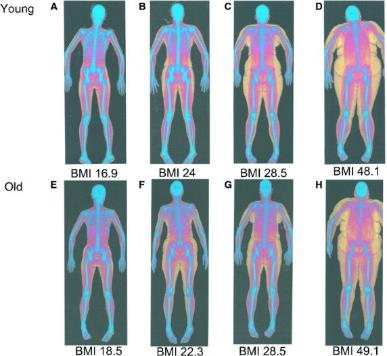 Young
A B C D
BMI 16.9 BMI 24 BMI 28.5 BMI 48.1
Old
E F G H
BMI 18.5 BMI 22.3 BMI 28.5 BMI 49.1